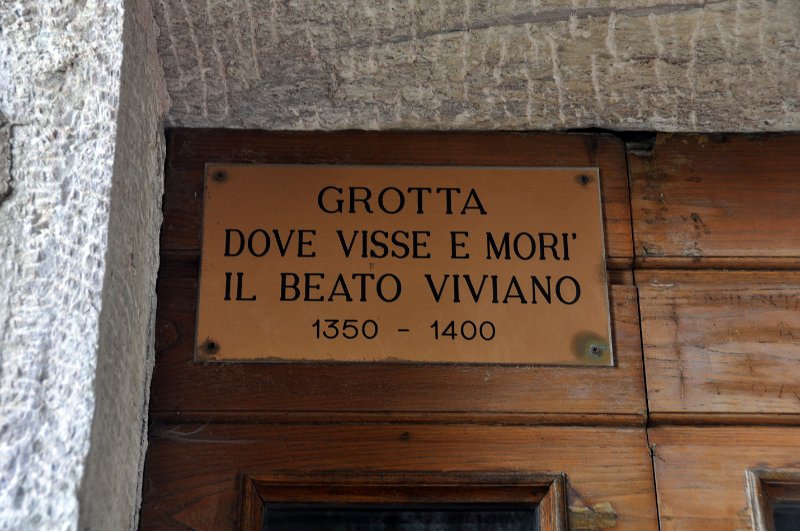 GROTTA
DOVE VISSE E MORI'
IL BEATO VIVIANO
1350 - 1400